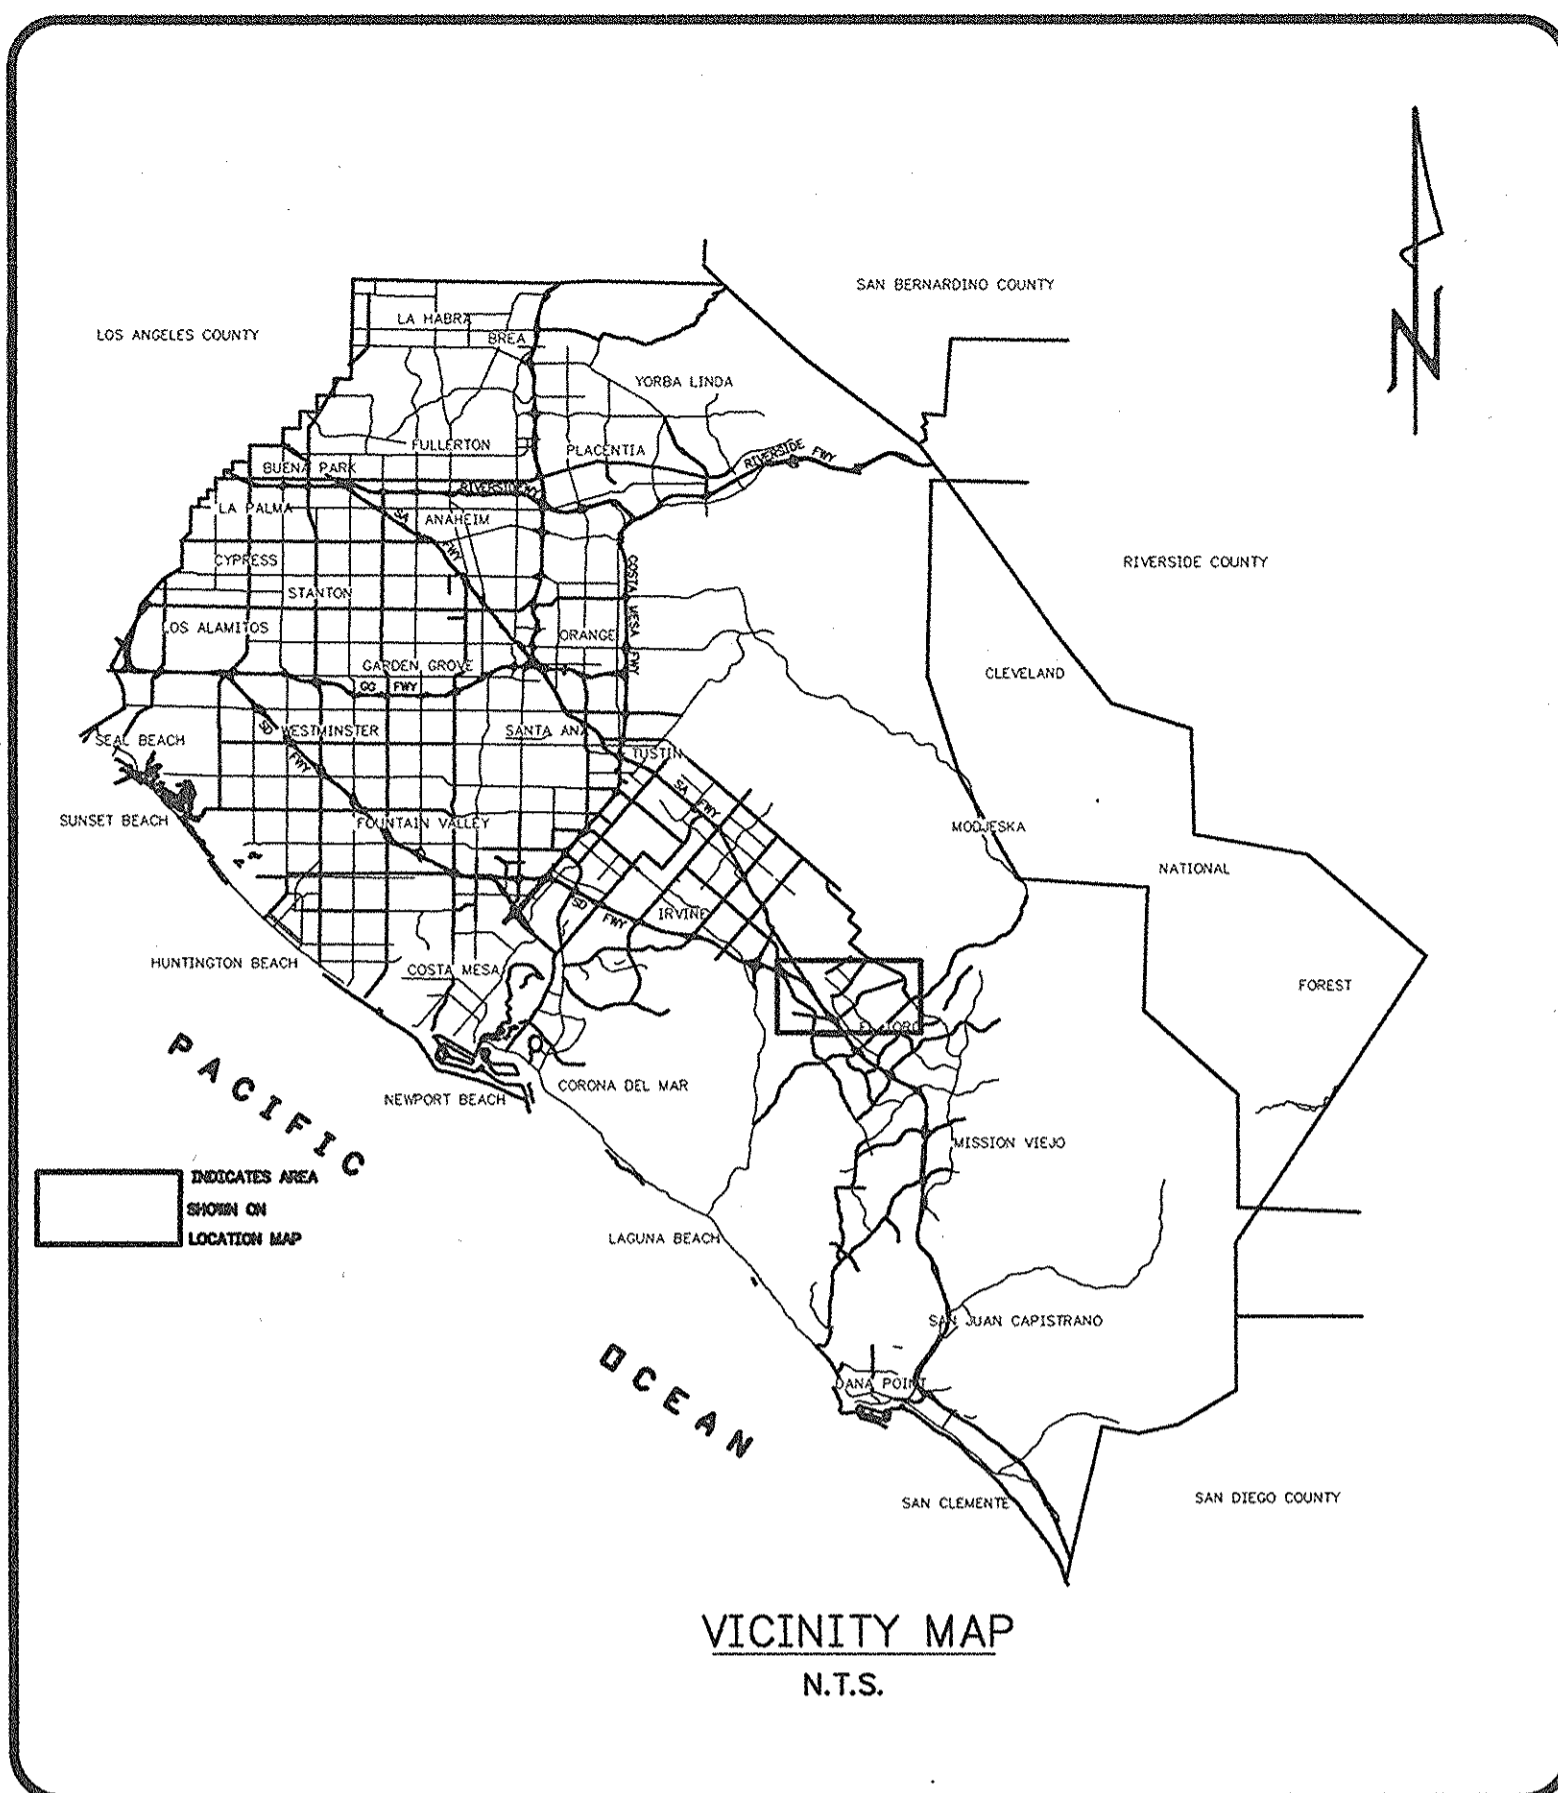 N
SAN BERNARDINO COUNTY
LOS ANGELES COUNTY
LA HABRA
BREA
YORBA LINDA
FULLERTON
PLACENTIA
RIVERSIDE FWY
BUENA PARK
RIVERSIDE
LA PALMA
SA FWY
ANAHEIM
CYPRESS
COSTA MESA FWY
RIVERSIDE COUNTY
STANTON
LOS ALAMITOS
ORANGE
GARDEN GROVE
CLEVELAND
GG FWY
SD FWY
WESTMINSTER
SANTA ANA
SEAL BEACH
TUSTIN
SA FWY
SUNSET BEACH
FOUNTAIN VALLEY
MODJESKA
NATIONAL
SD FWY
IRVINE
HUNTINGTON BEACH
COSTA MESA
FOREST
EL TORO
PACIFIC
CORONA DEL MAR
NEWPORT BEACH
MISSION VIEJO
INDICATES AREA
SHOWN ON
LOCATION MAP
LAGUNA BEACH
SAN JUAN CAPISTRANO
OCEAN
DANA POINT
SAN CLEMENTE
SAN DIEGO COUNTY
VICINITY MAP
N.T.S.